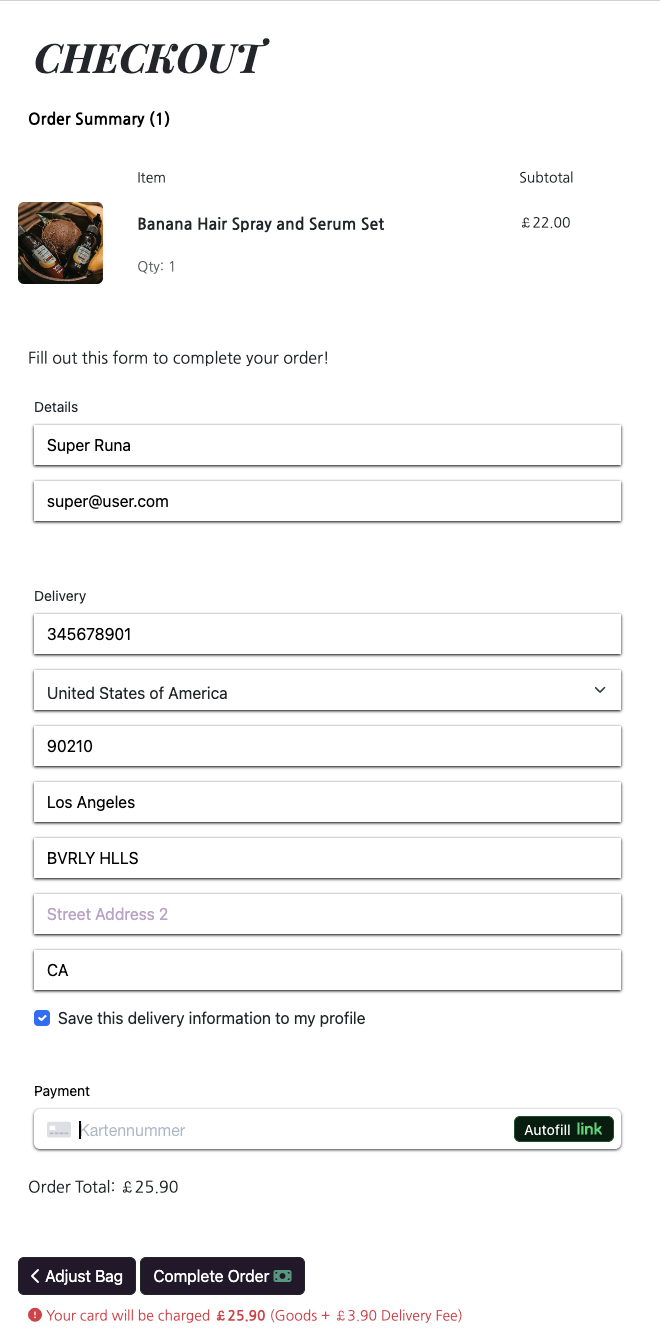 CHECKOUT
Order Summary (1)
Item Subtotal
Banana Hair Spray and Serum Set £22.00
Qty: 1
Fill out this form to complete your order!
Details
Super Runa
super@user.com
Delivery
345678901
United States of America
90210
Los Angeles
BVRLY HLLS
Street Address 2
CA
Save this delivery information to my profile
Payment
Kartennummer Autofill link
Order Total: £25.90
Adjust Bag Complete Order
Your card will be charged £25.90 (Goods + £3.90 Delivery Fee)